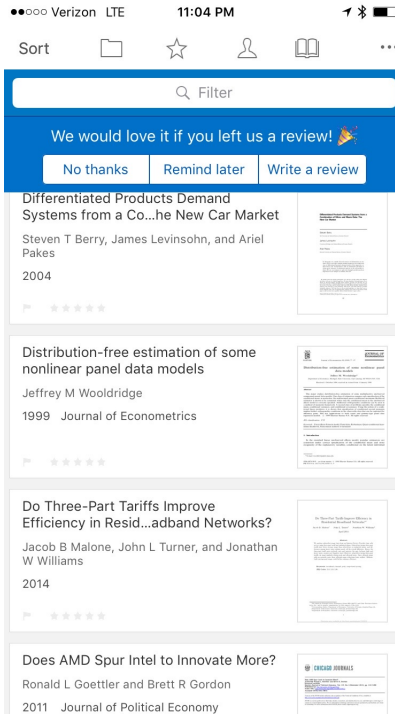 Verizon LTE 11:04 PM
Sort
Filter
We would love it if you left us a review! 🎉
No thanks Remind later Write a review
Differentiated Products Demand
Systems from a Co...he New Car Market
Steven T Berry, James Levinsohn, and Ariel
Pakes
2004
Distribution-free estimation of some
nonlinear panel data models
Jeffrey M Wooldridge
1999 Journal of Econometrics
Do Three-Part Tariffs Improve
Efficiency in Resid...adband Networks?
Jacob B Malone, John L Turner, and Jonathan
W Williams
2014
Does AMD Spur Intel to Innovate More?
CHICAGO JOURNALS
Ronald L Goettler and Brett R Gordon
2011 Journal of Political Economy